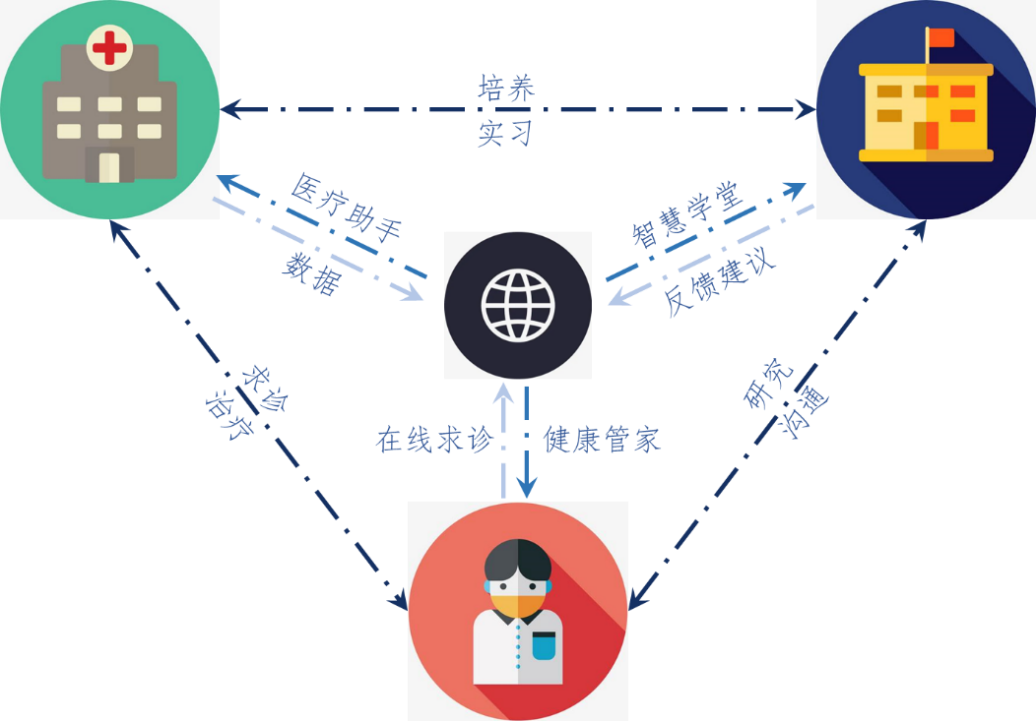 培养
实习
医疗助手
数据
智慧学堂
反馈建议
求诊
治疗
研究
沟通
在线求诊
健康管家